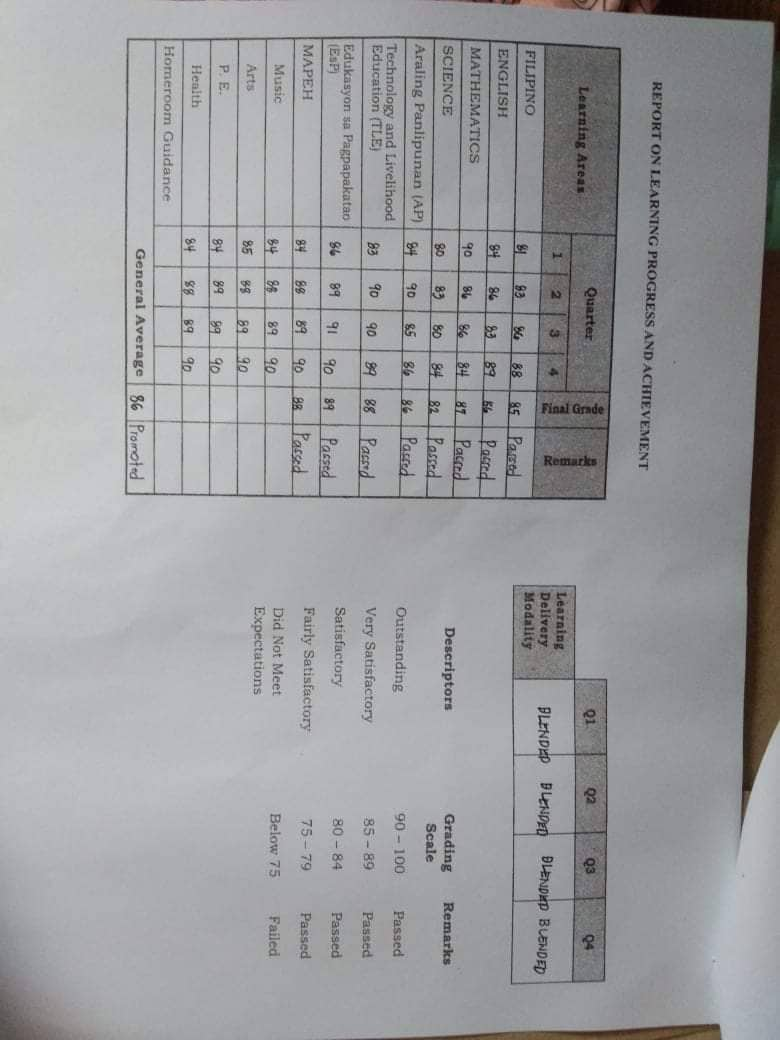 REPORT ON LEARNING PROGRESS AND ACHIEVEMENT
Learning Areas Quarter Final Grade Remarks
1 2 3 4
FILIPINO 81 83 86 88 85 Passed
ENGLISH 84 86 83 89 86 Passed
MATHEMATICS 90 86 86 84 87 Passed
SCIENCE 80 83 80 84 82 Passed
Araling Panlipunan (AP) 84 90 85 86 86 Passed
Technology and Livelihood
Education (TLE) 83 90 90 89 88 Passed
Edukasyon sa Pagpapakatao
(EsP) 86 89 91 90 89 Passed
MAPEH 84 88 89 90 88 Passed
Music 84 88 89 90
Arts 85 88 89 90
P. E. 84 89 89 90
Health 84 88 89 90
Homeroom Guidance
General Average 86 Promoted
Q1 Q2 Q3 Q4
Learning
Delivery
Modality
BLENDED BLENDED BLENDED BLENDED
Descriptors Grading
Scale Remarks
Outstanding 90 – 100 Passed
Very Satisfactory 85 – 89 Passed
Satisfactory 80 – 84 Passed
Fairly Satisfactory 75 – 79 Passed
Did Not Meet
Expectations Below 75 Failed